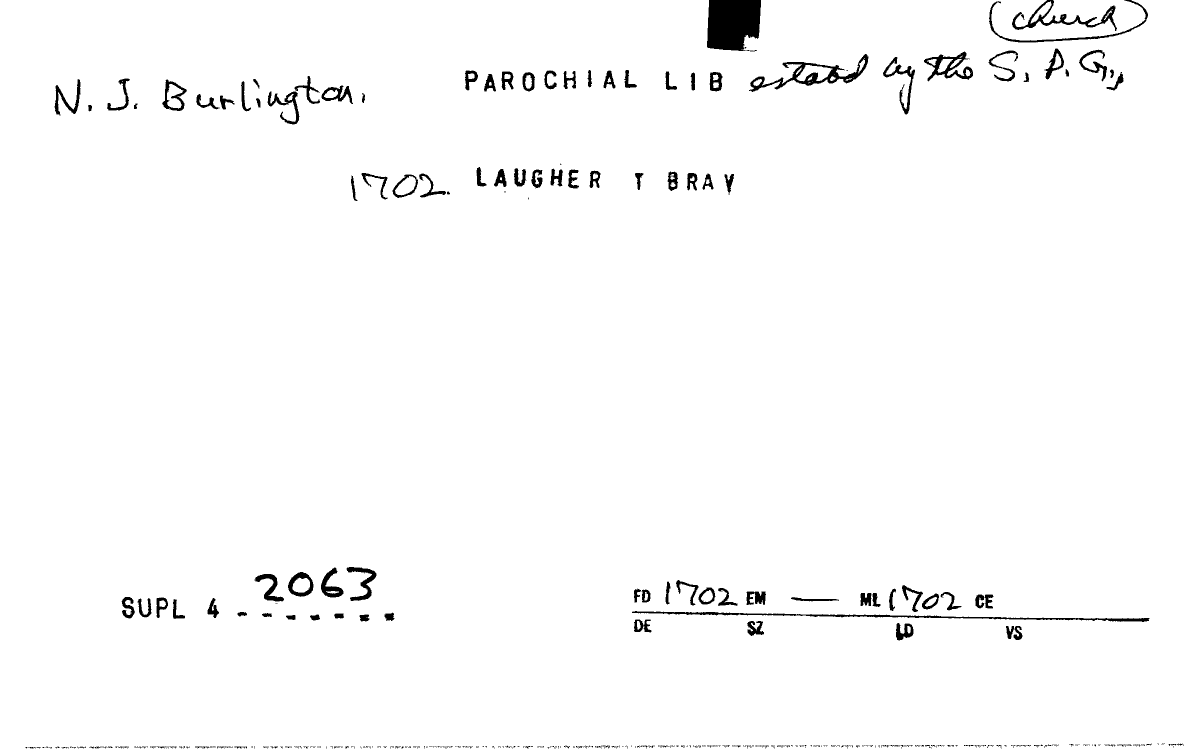 church
N. J. Burlington. PAROCHIAL LIB estabd by the S. P. G.,
1702. LAUGHER T BRAY
SUPL 4 2063
FD 1702 EM — ML 1702 CE
DE SZ LD VS